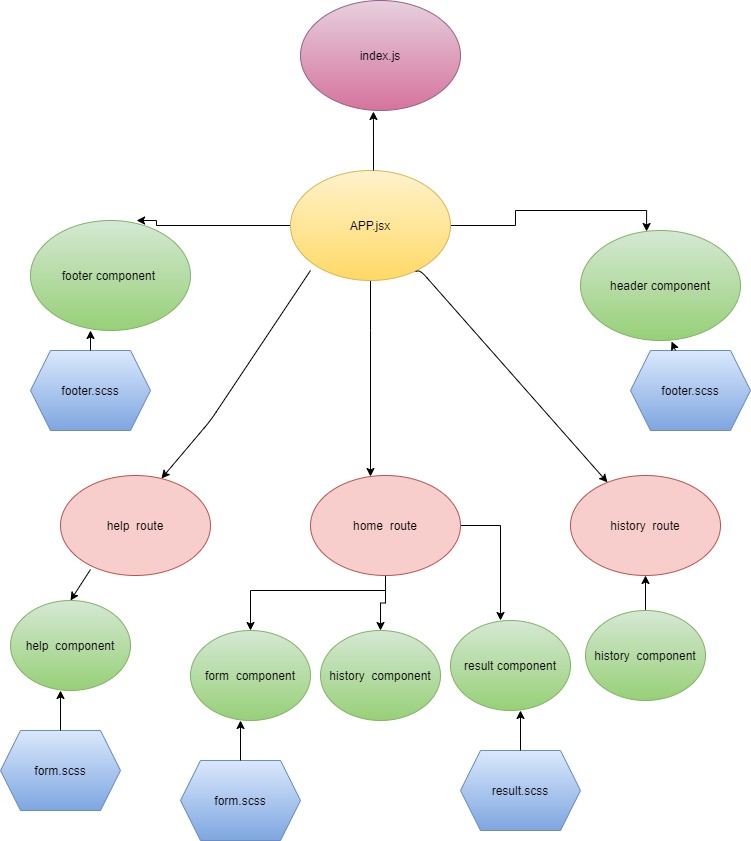 index.js
APP.jsx
footer component
header component
footer.scss
footer.scss
help  route
home  route
history  route
help  component
form  component
history  component
result component
history  component
form.scss
form.scss
result.scss